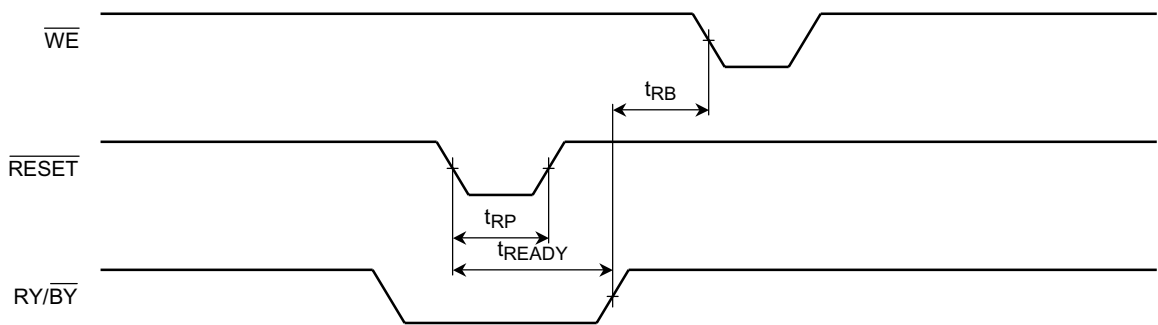 WE
tRB
RESET
tRP
tREADY
RY/BY